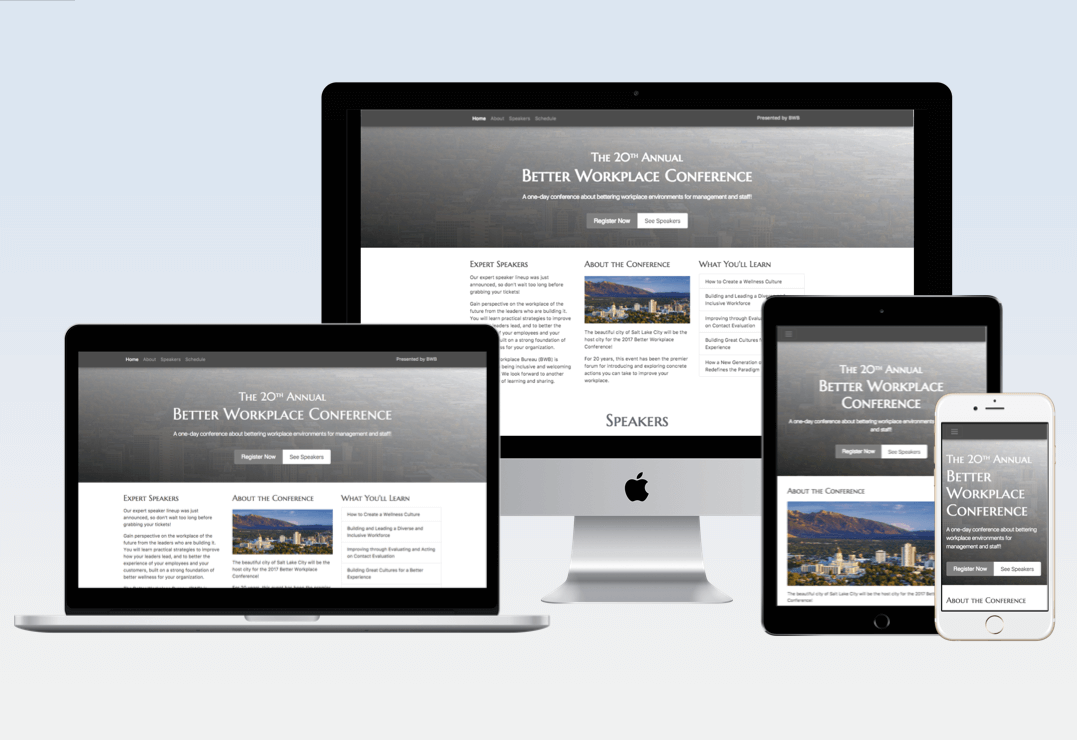 Home About Speakers Schedule
Presented by BWB
The 20th Annual
Better Workplace Conference
A one-day conference about bettering workplace environments for management and staff!
Register Now
See Speakers
Expert Speakers
Our expert speaker lineup was just
announced, so don't wait too long before
grabbing your tickets!
Gain perspective on the workplace of the
future from the leaders who are building it.
You will learn practical strategies to improve
leaders lead, and to better the
of your employees and your
built on a strong foundation of
for your organization.
Workplace Bureau (BWB) is
being inclusive and welcoming
We look forward to another
of learning and sharing.
About the Conference
The beautiful city of Salt Lake City will be the
host city for the 2017 Better Workplace
Conference!
For 20 years, this event has been the premier
forum for introducing and exploring concrete
actions you can take to improve your
workplace.
What You'll Learn
How to Create a Wellness Culture
Building and Leading a Diverse and
Inclusive Workforce
Improving through
on Contact Evaluation
Building Great Cultures
Experience
How a New Generation
Redefines the Paradigm
Speakers
Home About Speakers Schedule
Presented by BWB
The 20th Annual
Better Workplace Conference
A one-day conference about bettering workplace environments for management and staff!
Register Now
See Speakers
Expert Speakers
Our expert speaker lineup was just
announced, so don't wait too long before
grabbing your tickets!
Gain perspective on the workplace of the
future from the leaders who are building it.
You will learn practical strategies to improve
how your leaders lead, and to better the
experience of your employees and your
customers, built on a strong foundation of
better wellness for your organization.
About the Conference
The beautiful city of Salt Lake City will be the
host city for the 2017 Better Workplace
Conference!
For 20 years, this event has been the premier
What You'll Learn
How to Create a Wellness Culture
Building and Leading a Diverse and
Inclusive Workforce
Improving through Evaluating and Acting
on Contact Evaluation
Building Great Cultures for a Better
Experience
The 20th Annual
Better Workplace
Conference
A one-day conference about bettering workplace environments
and staff!
Register Now
See Speakers
About the Conference
The beautiful city of Salt Lake City will be the host city for the 2017
Conference!
The 20th Annual
Better
Workplace
Conference
A one-day conference about bettering
workplace environments for
management and staff!
Register Now
See Speakers
About the Conference